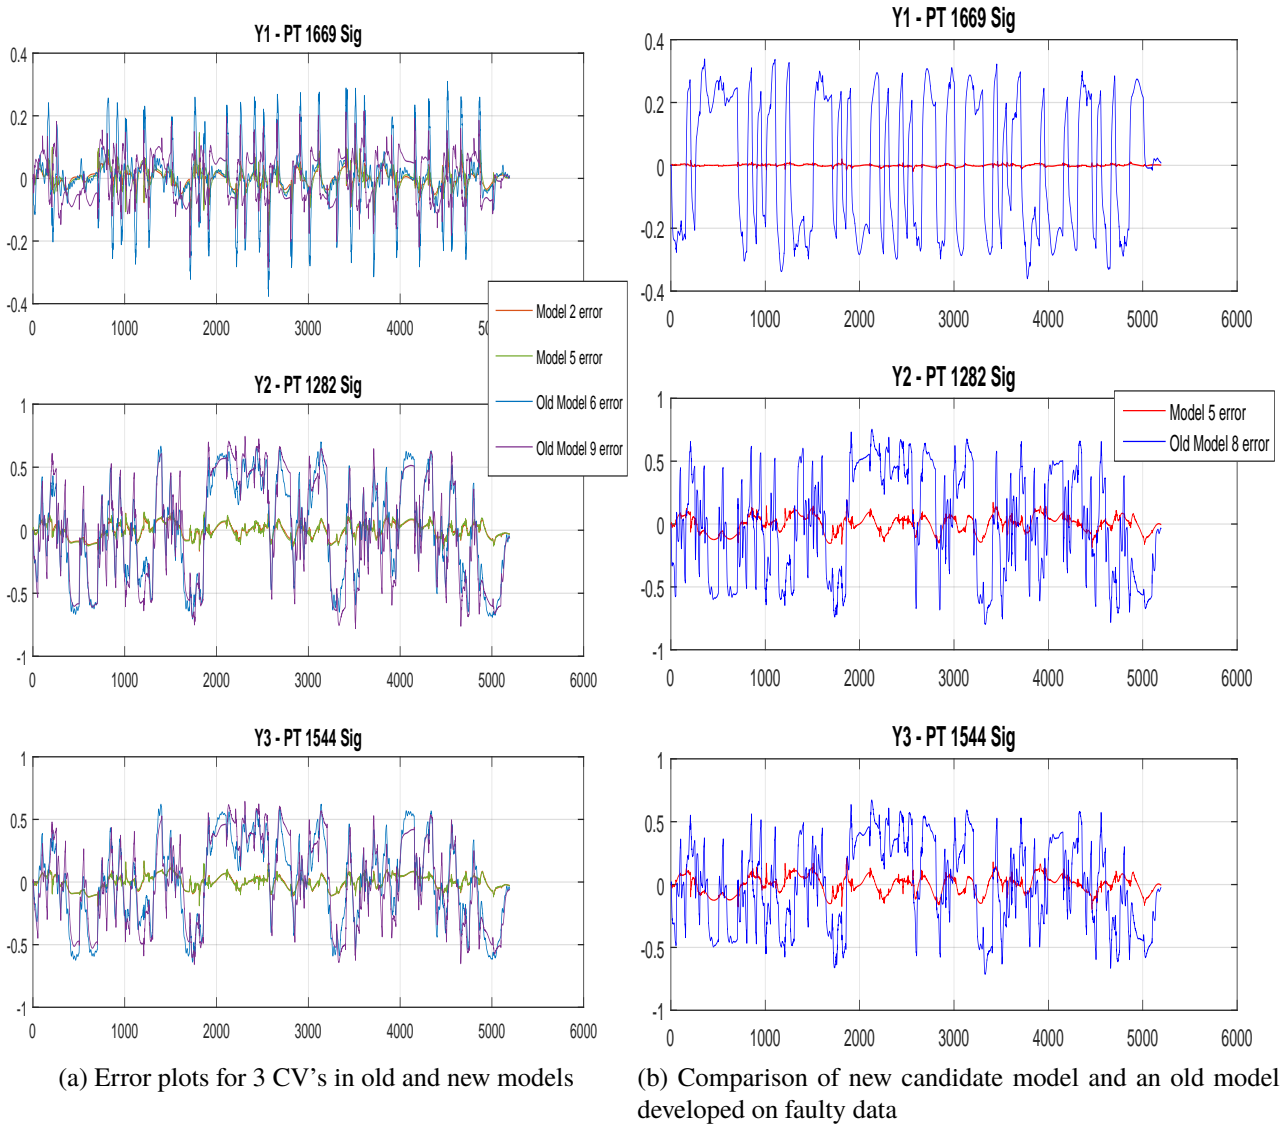 Y1 - PT 1669 Sig
0.4
0.2
0
-0.2
-0.4
0 1000 2000 3000 4000
Model 2 error
Model 5 error
Old Model 6 error
Old Model 9 error
Y2 - PT 1282 Sig
1
0.5
0
-0.5
-1
0 1000 2000 3000 4000 5000 6000
Y3 - PT 1544 Sig
1
0.5
0
-0.5
-1
0 1000 2000 3000 4000 5000 6000
(a) Error plots for 3 CV's in old and new models
Y1 - PT 1669 Sig
0.4
0.2
0
-0.2
-0.4
0 1000 2000 3000 4000 5000 6000
Y2 - PT 1282 Sig
1
0.5
0
-0.5
-1
0 1000 2000 3000 4000 5000 6000
Model 5 error
Old Model 8 error
Y3 - PT 1544 Sig
1
0.5
0
-0.5
-1
0 1000 2000 3000 4000 5000 6000
(b) Comparison of new candidate model and an old model
developed on faulty data